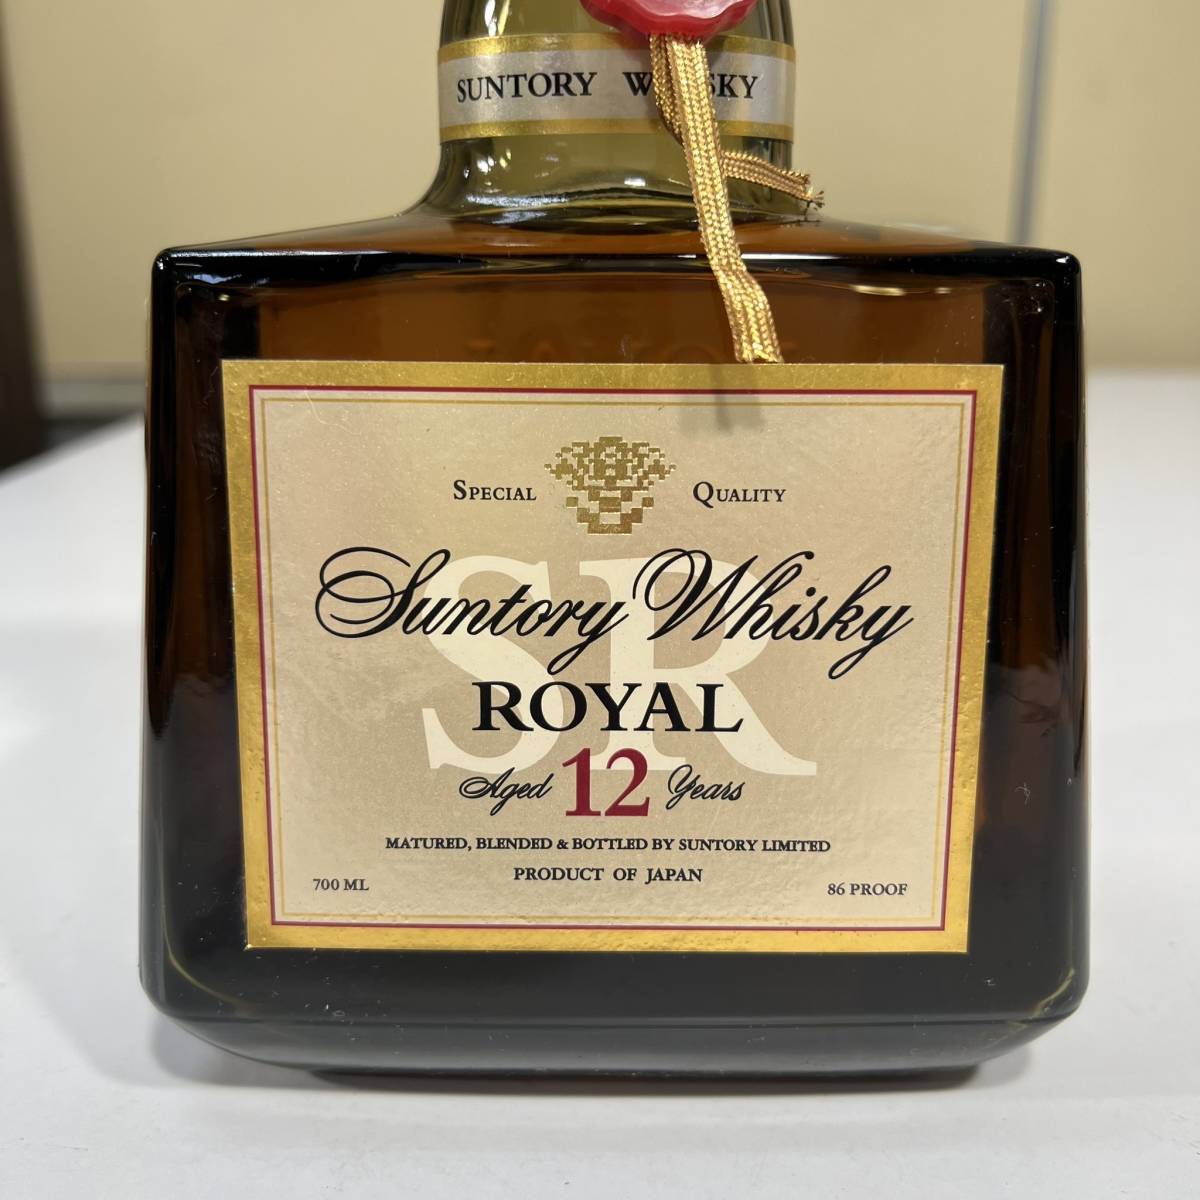 SUNTORY W SKY
SPECIAL QUALITY
SR
Suntory Whisky
ROYAL
Aged 12 Years
MATURED, BLENDED & BOTTLED BY SUNTORY LIMITED
PRODUCT OF JAPAN
700 ML 86 PROOF